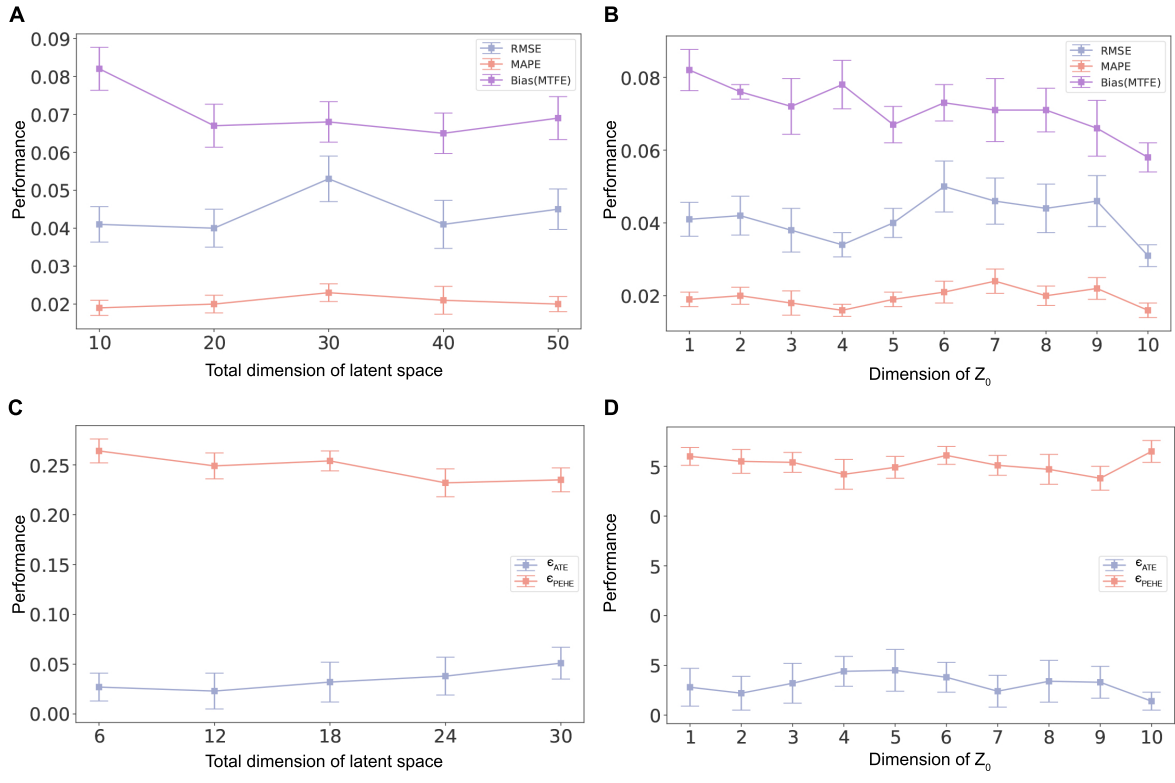 A
0.09
0.08
0.07
0.06
0.05
0.04
0.03
0.02
Performance
RMSE
MAPE
Bias(MTFE)
10 20 30 40 50
Total dimension of latent space
B
0.08
0.06
0.04
0.02
Performance
RMSE
MAPE
Bias(MTFE)
1 2 3 4 5 6 7 8 9 10
Dimension of Z₀
C
0.25
0.20
0.15
0.10
0.05
0.00
Performance
ϵATE
ϵPEHE
6 12 18 24 30
Total dimension of latent space
D
5
0
5
0
5
0
Performance
ϵATE
ϵPEHE
1 2 3 4 5 6 7 8 9 10
Dimension of Z₀